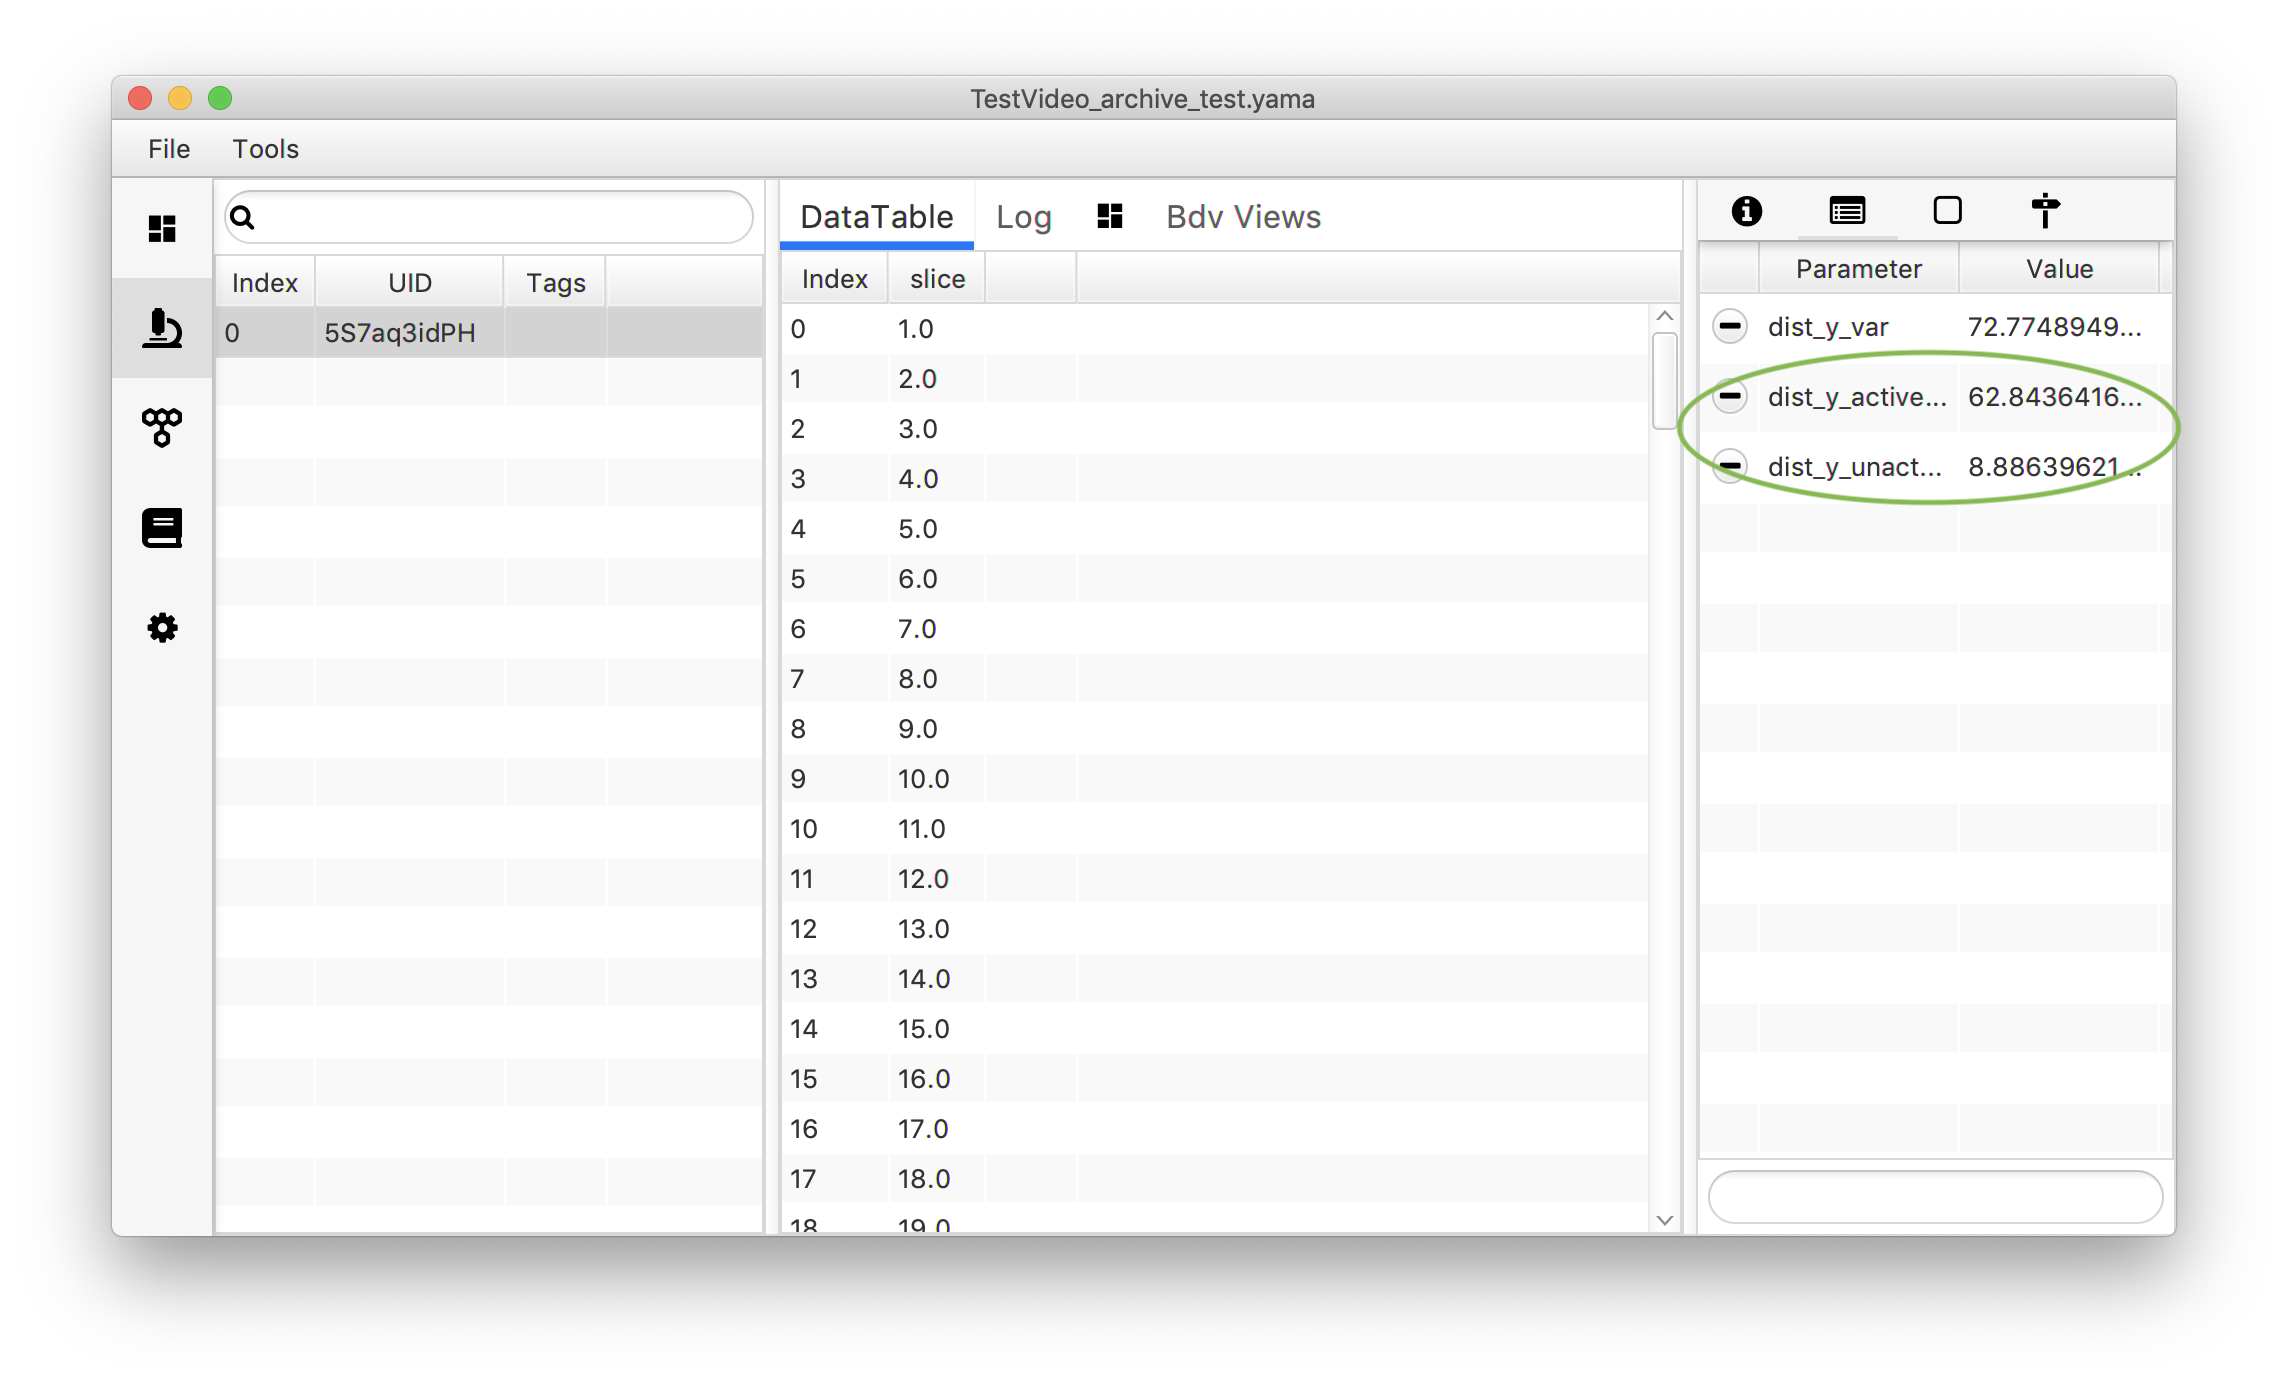 TestVideo_archive_test.yama
File Tools
DataTable Log Bdv Views
Index UID Tags
0 5S7aq3idPH
Index slice
0 1.0
1 2.0
2 3.0
3 4.0
4 5.0
5 6.0
6 7.0
7 8.0
8 9.0
9 10.0
10 11.0
11 12.0
12 13.0
13 14.0
14 15.0
15 16.0
16 17.0
17 18.0
18 19.0
Parameter Value
dist_y_var 72.7748949...
dist_y_active... 62.8436416...
dist_y_unact... 8.88639621...